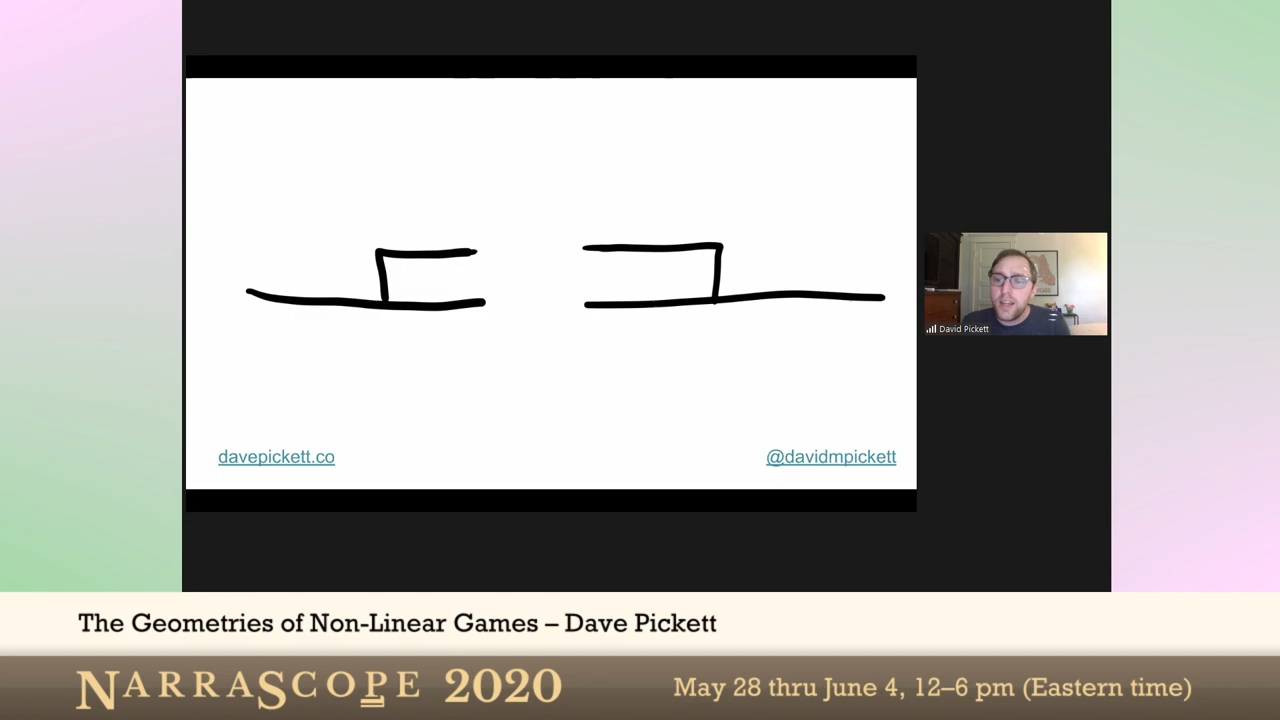 davepickett.co
@davidmpickett
David Pickett
The Geometries of Non-Linear Games – Dave Pickett
NARRASCOPE 2020
May 28 thru June 4, 12–6 pm (Eastern time)